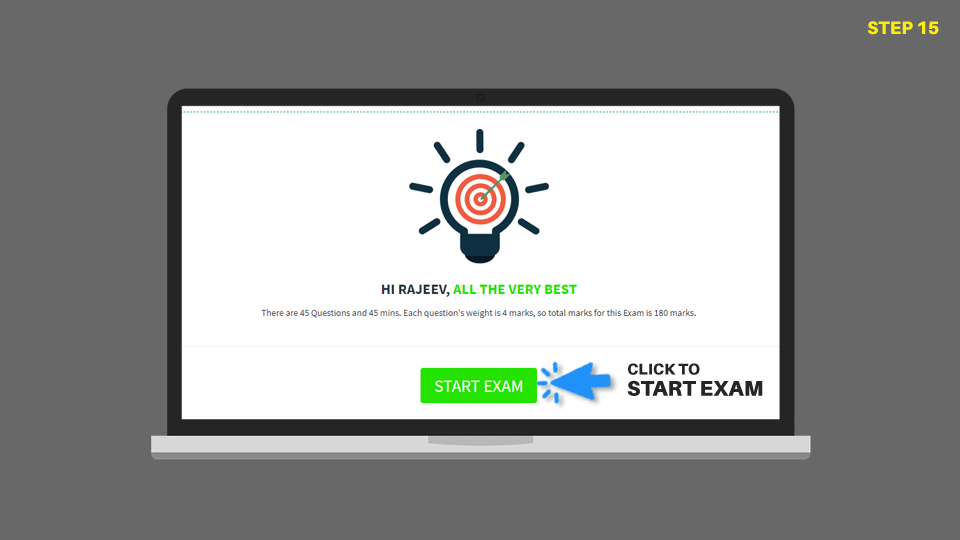 STEP 15
HI RAJEEV, ALL THE VERY BEST
There are 45 Questions and 45 mins. Each question's weight is 4 marks, so total marks for this Exam is 180 marks.
START EXAM
CLICK TO
START EXAM